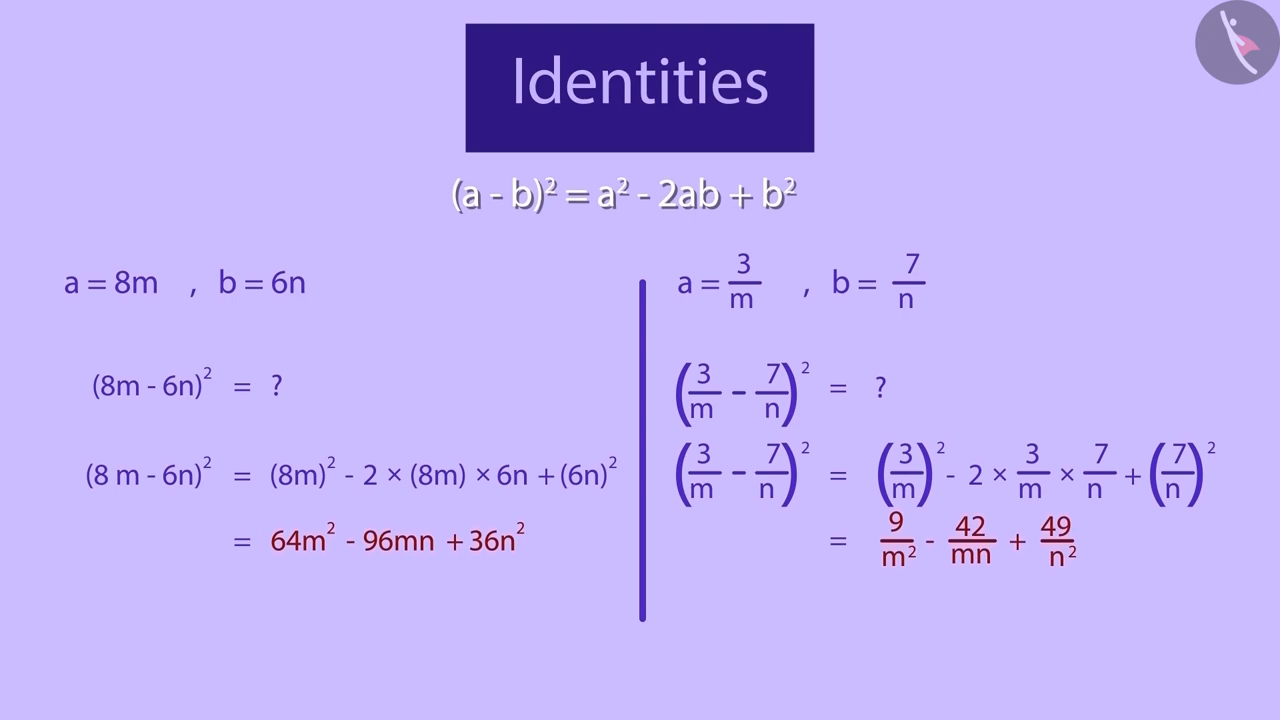 Identities
(a - b)² = a² - 2ab + b²
a = 8m , b = 6n
(8m - 6n)² = ?
(8 m - 6n)² = (8m)² - 2 × (8m) × 6n + (6n)²
= 64m² - 96mn + 36n²
a = 3/m , b = 7/n
(3/m - 7/n)² = ?
(3/m - 7/n)² = (3/m)² - 2 × 3/m × 7/n + (7/n)²
= 9/m² - 42/mn + 49/n²